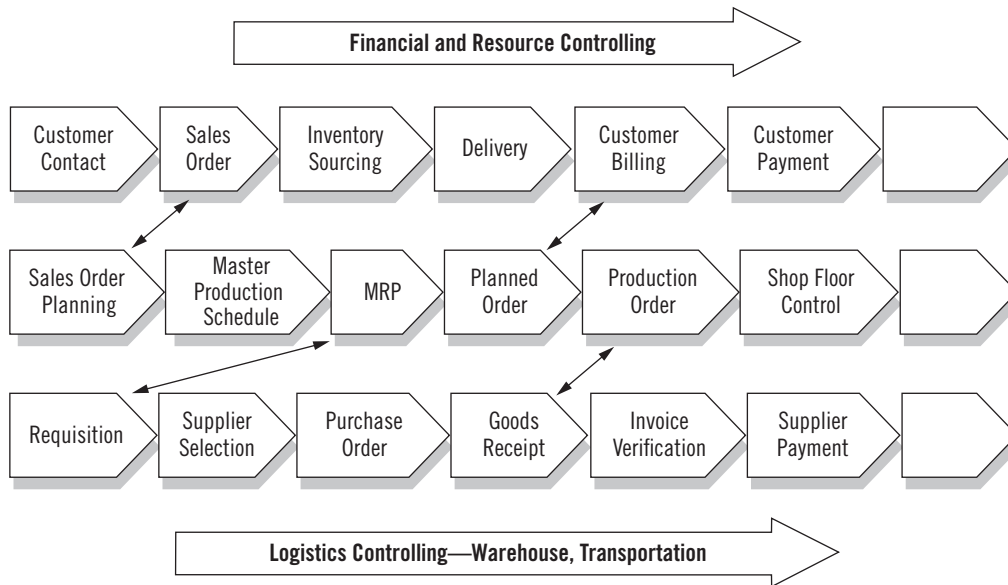 Financial and Resource Controlling
Customer
Contact
Sales
Order
Inventory
Sourcing
Delivery
Customer
Billing
Customer
Payment
Sales Order
Planning
Master
Production
Schedule
MRP
Planned
Order
Production
Order
Shop Floor
Control
Requisition
Supplier
Selection
Purchase
Order
Goods
Receipt
Invoice
Verification
Supplier
Payment
Logistics Controlling—Warehouse, Transportation